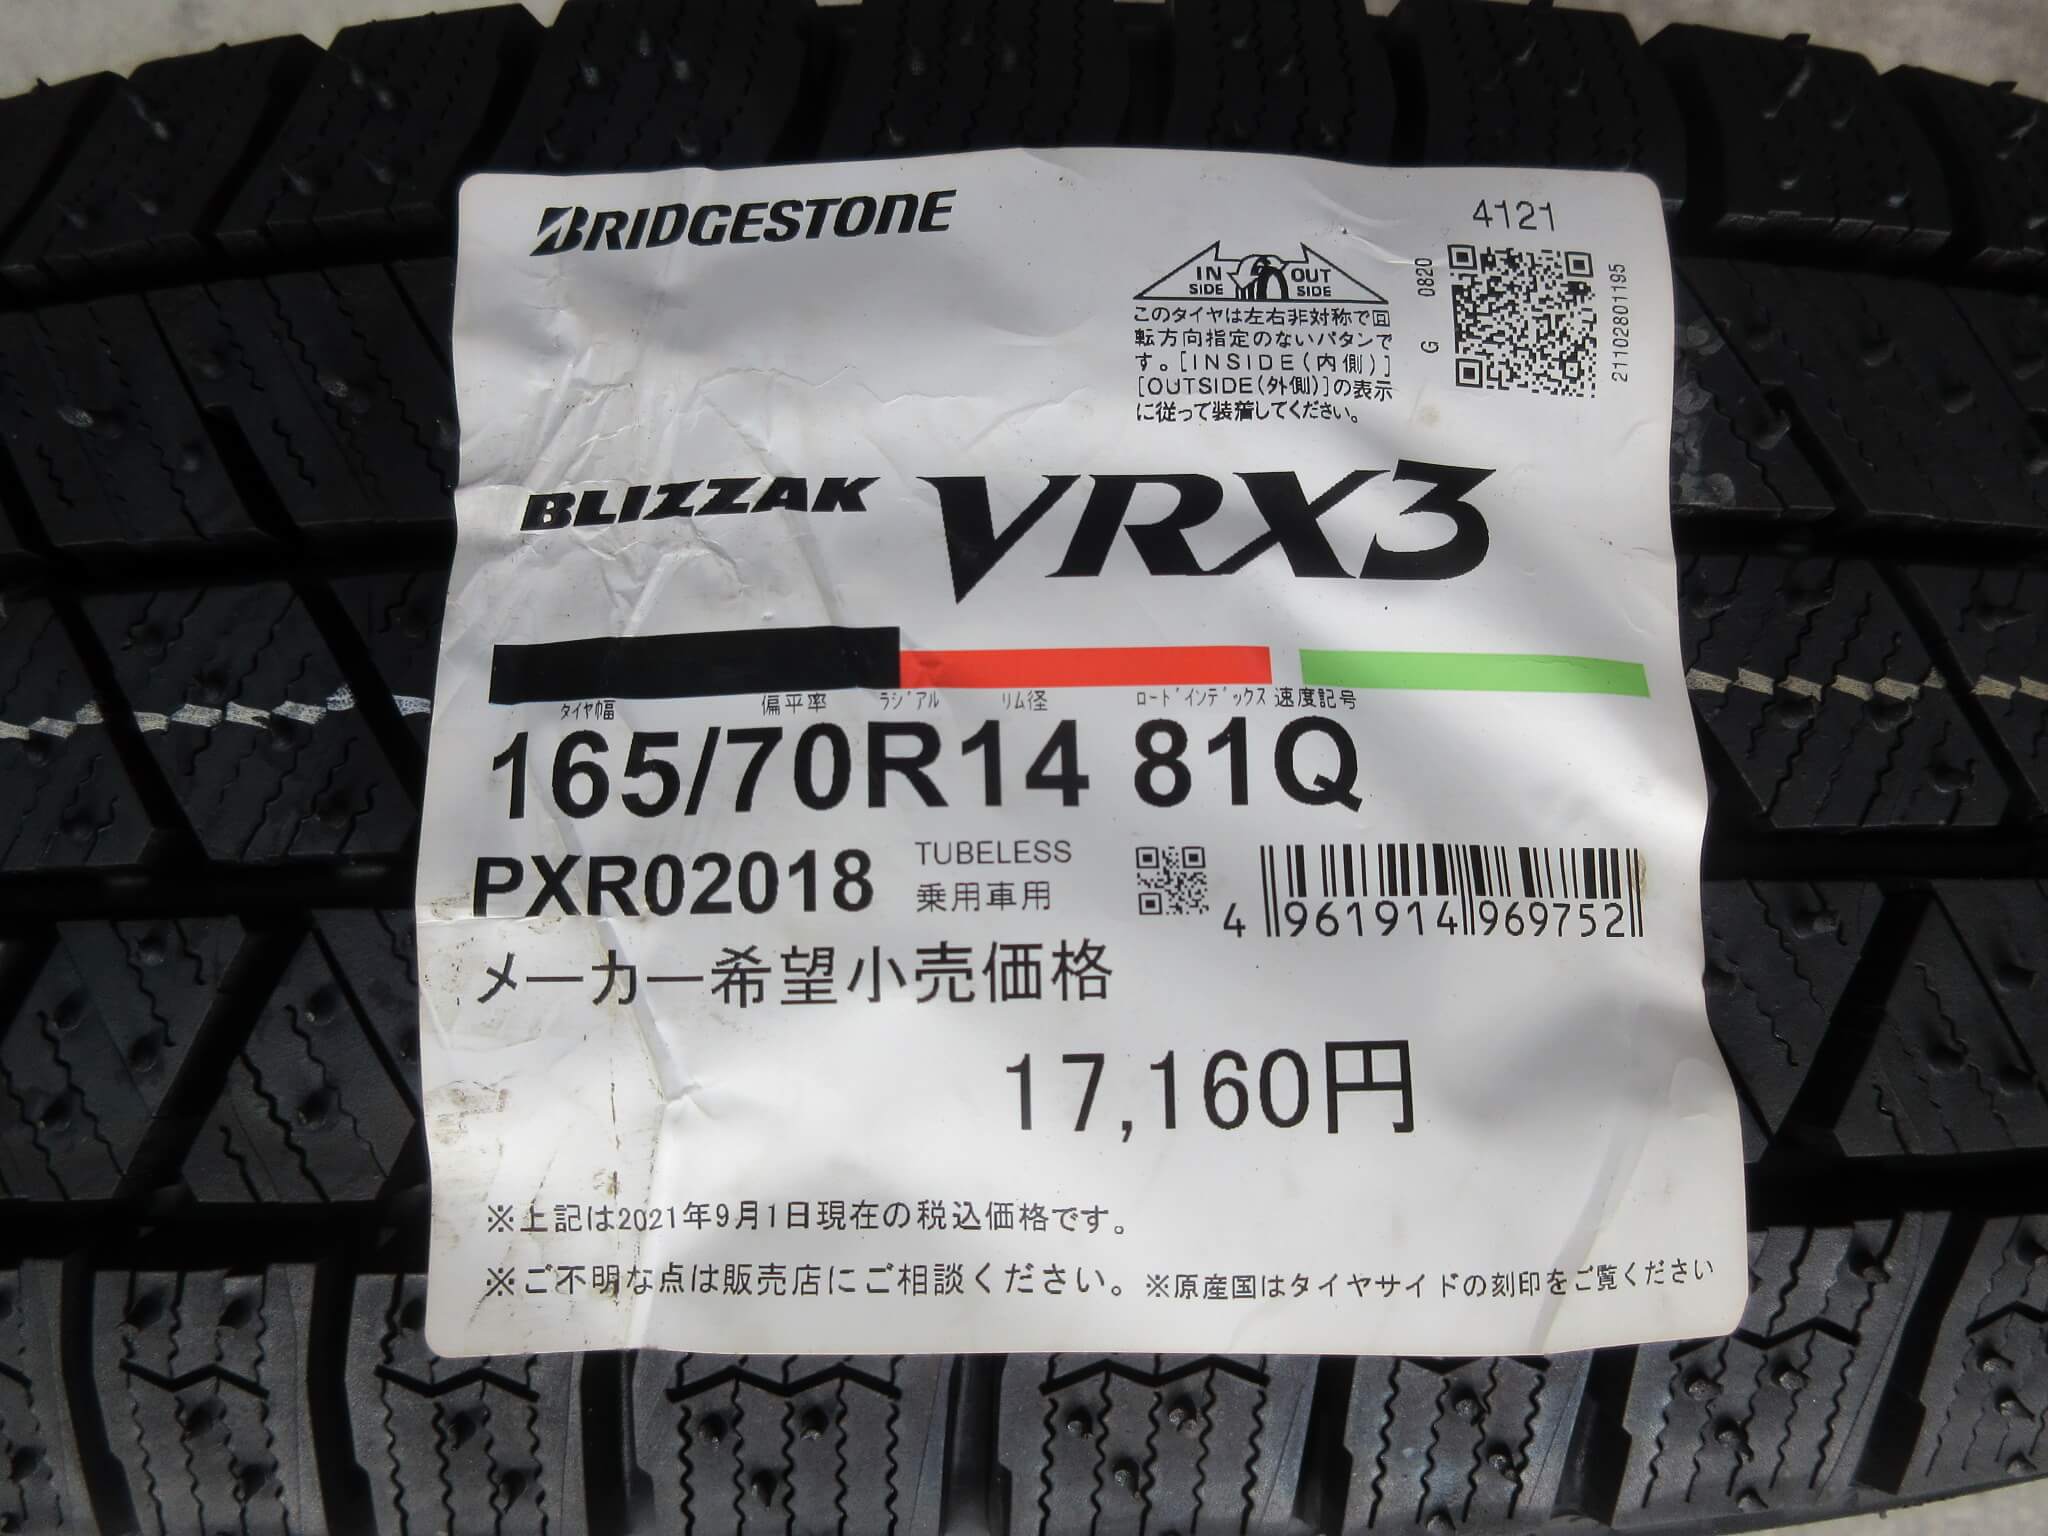 BRIDGESTONE
4121
G 0820
21102801195
IN SIDE OUT SIDE
このタイヤは左右非対称で回
転方向指定のないパタンで
す。[INSIDE(内側)]
[OUTSIDE(外側)]の表示
に従って装着してください。
BLIZZAK VRX3
タイヤ幅 偏平率 ラジアル リム径 ロードインデックス 速度記号
165/70R14 81Q
PXR02018 TUBELESS
乗用車用
4 961914 969752
メーカー希望小売価格
17,160円
※上記は2021年9月1日現在の税込価格です。
※ご不明な点は販売店にご相談ください。 ※原産国はタイヤサイドの刻印をご覧ください